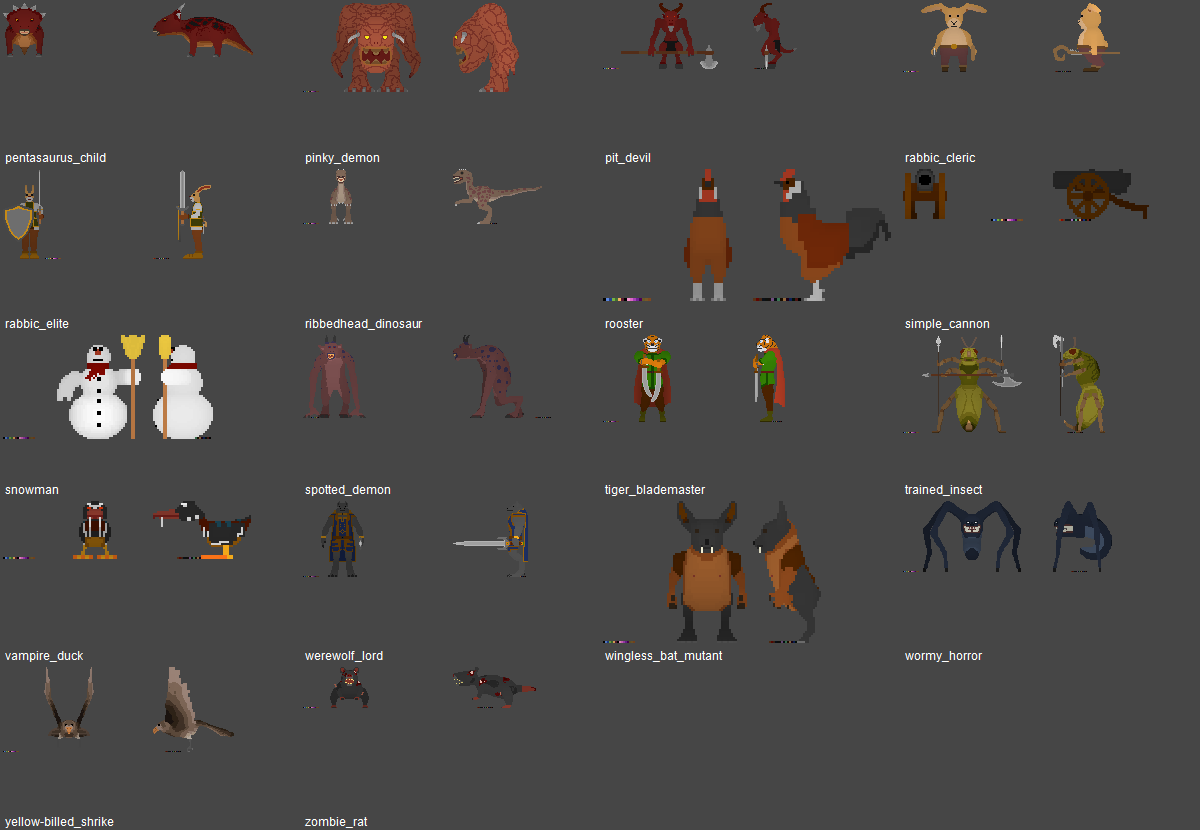 pentasaurus_child
pinky_demon
pit_devil
rabbic_cleric
rabbic_elite
ribbedhead_dinosaur
rooster
simple_cannon
snowman
spotted_demon
tiger_blademaster
trained_insect
vampire_duck
werewolf_lord
wingless_bat_mutant
wormy_horror
yellow-billed_shrike
zombie_rat